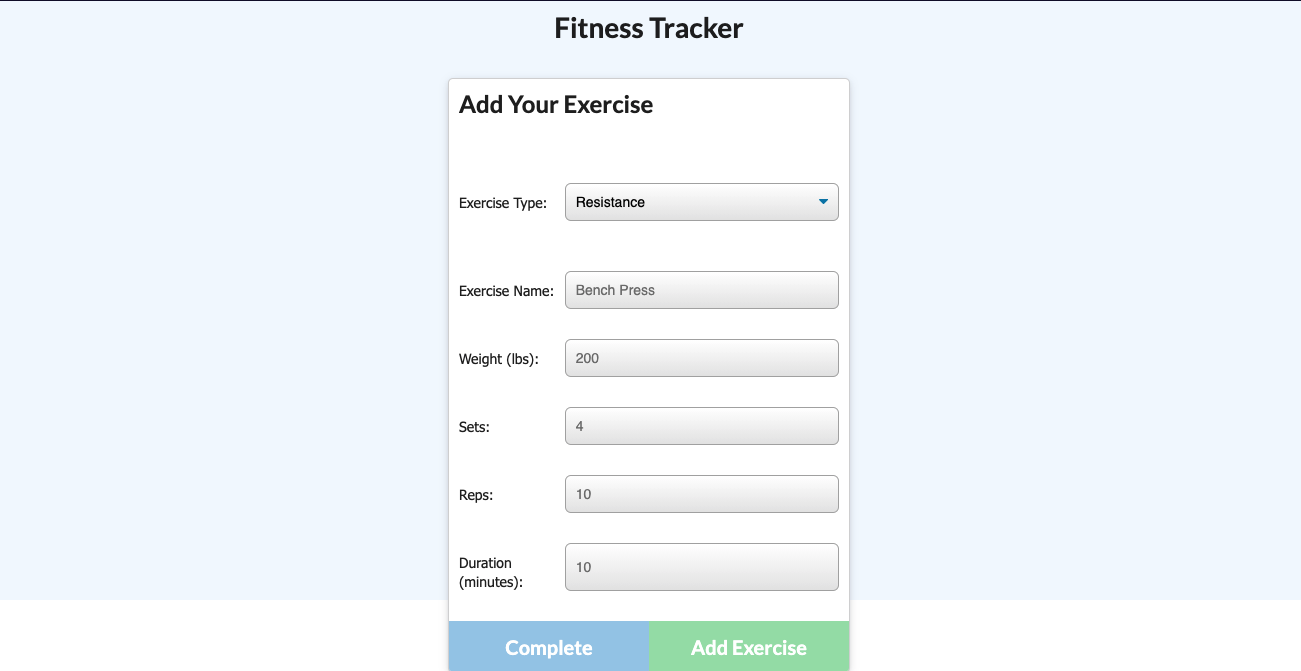 Fitness Tracker
Add Your Exercise
Exercise Type: Resistance
Exercise Name: Bench Press
Weight (lbs): 200
Sets: 4
Reps: 10
Duration
(minutes): 10
Complete Add Exercise